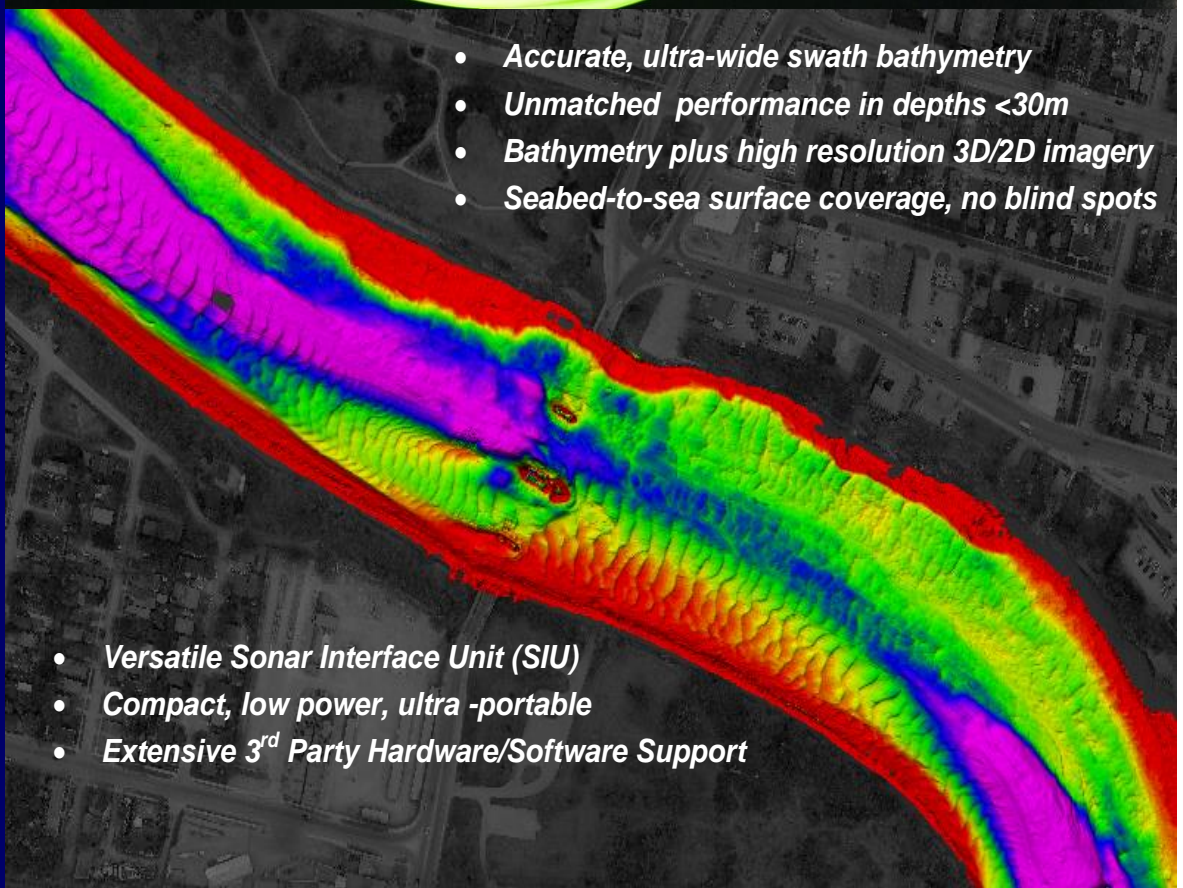 • Accurate, ultra-wide swath bathymetry
• Unmatched  performance in depths <30m
• Bathymetry plus high resolution 3D/2D imagery
• Seabed-to-sea surface coverage, no blind spots
• Versatile Sonar Interface Unit (SIU)
• Compact, low power, ultra -portable
• Extensive 3rd Party Hardware/Software Support